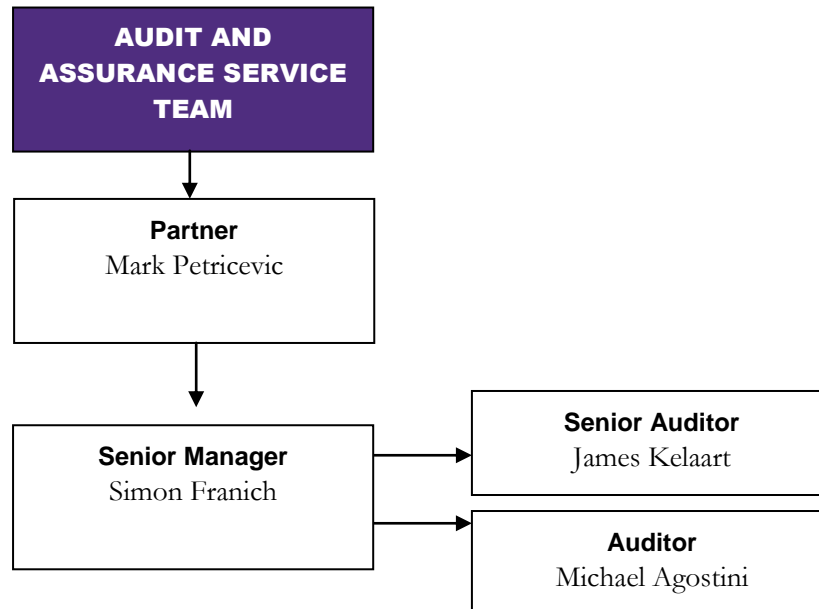 AUDIT AND
ASSURANCE SERVICE
TEAM
Partner
Mark Petricevic
Senior Manager
Simon Franich
Senior Auditor
James Kelaart
Auditor
Michael Agostini